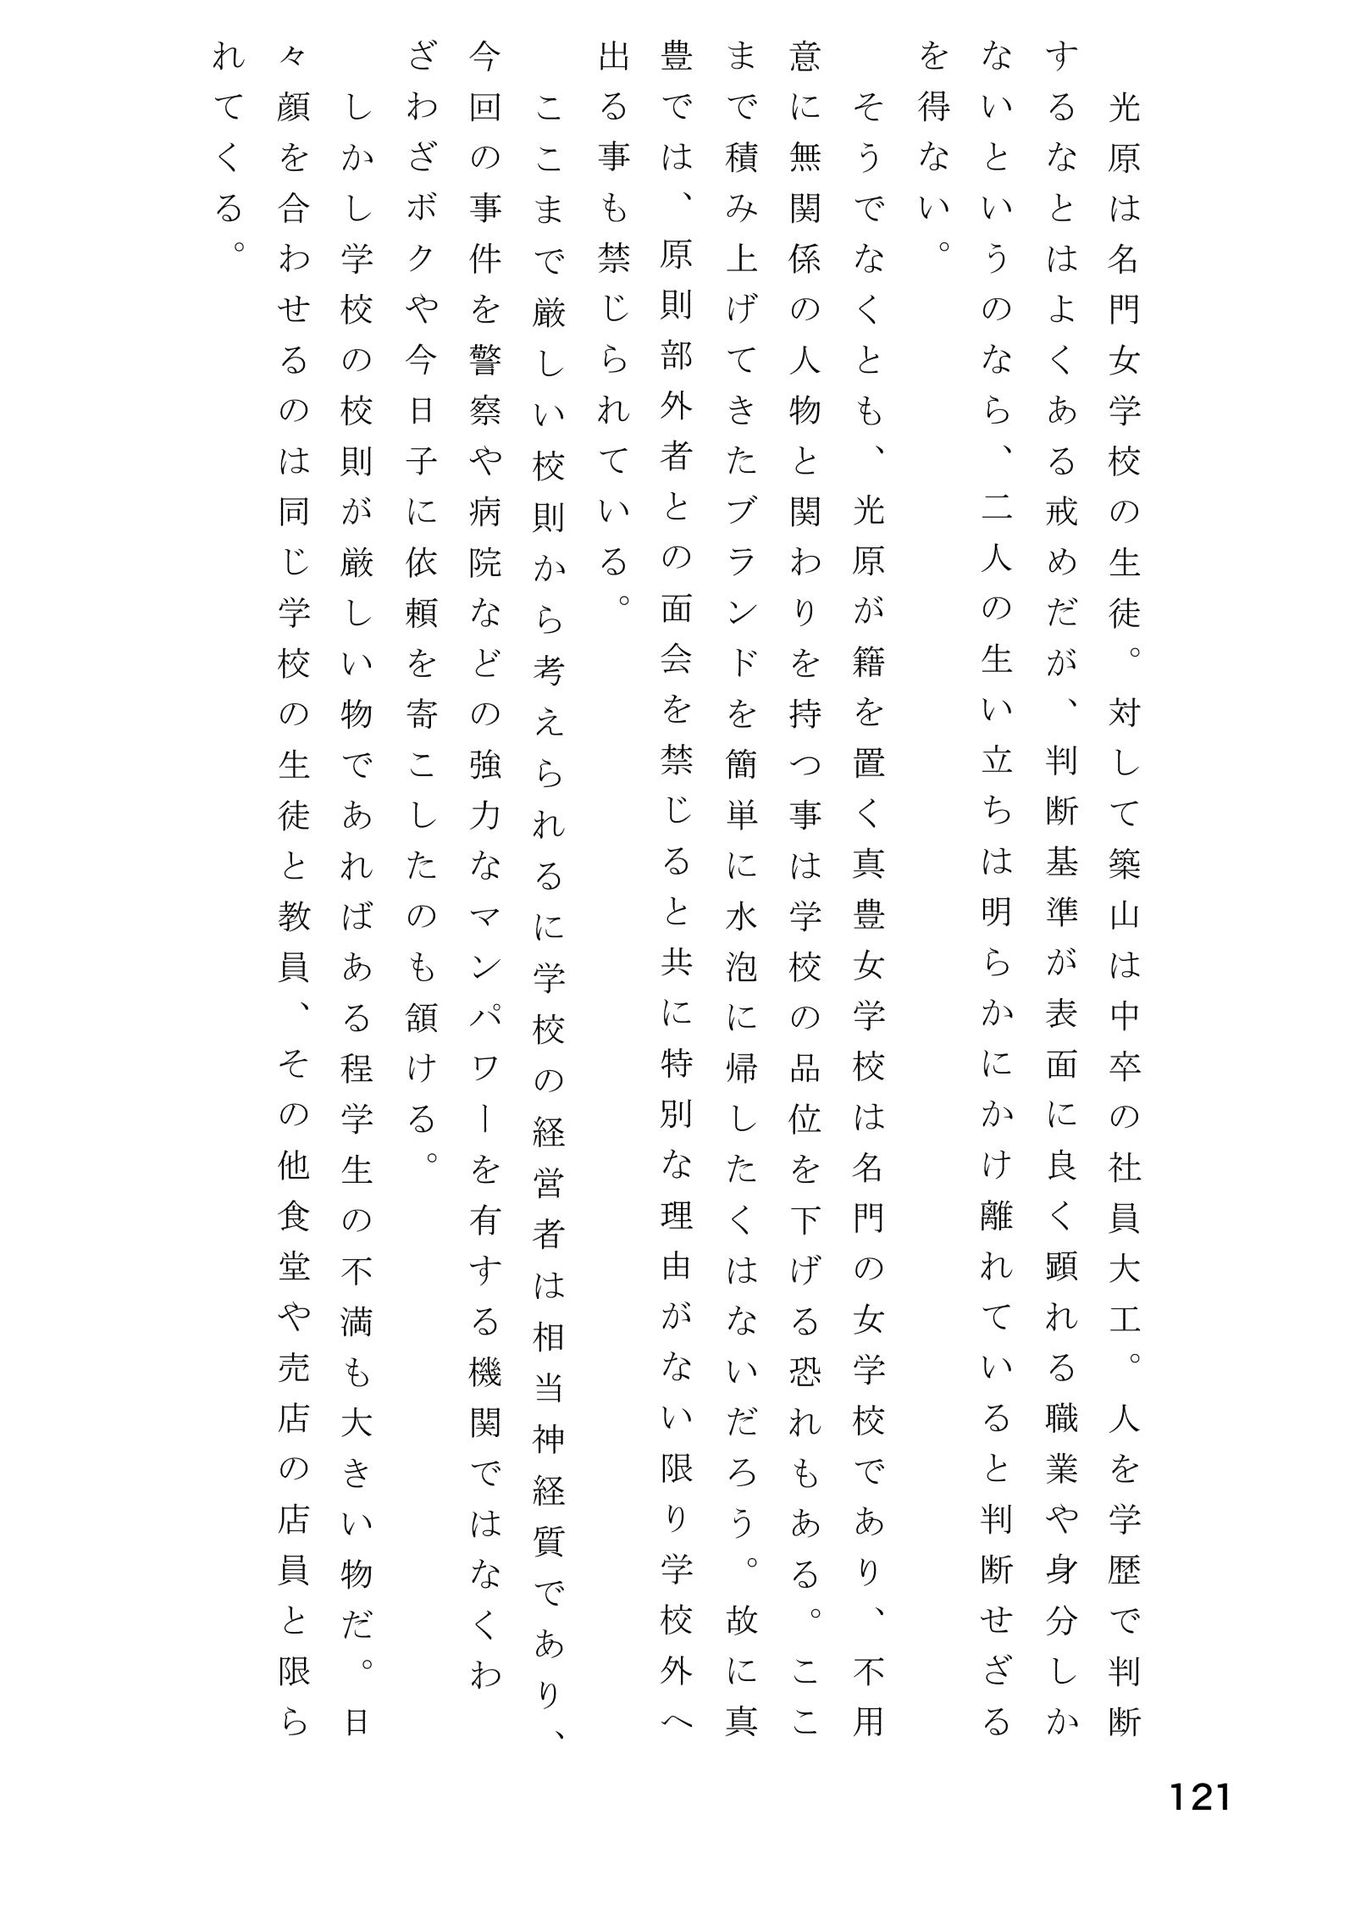 光原は名門女学校の生徒。対して築山は中卒の社員大工。人を学歴で判断
するなとはよくある戒めだが、判断基準が表面に良く顕れる職業や身分しか
ないというのなら、二人の生い立ちは明らかにかけ離れていると判断せざる
を得ない。
　そうでなくとも、光原が籍を置く真豊女学校は名門の女学校であり、不用
意に無関係の人物と関わりを持つ事は学校の品位を下げる恐れもある。ここ
まで積み上げてきたブランドを簡単に水泡に帰したくはないだろう。故に真
豊では、原則部外者との面会を禁じると共に特別な理由がない限り学校外へ
出る事も禁じられている。
　ここまで厳しい校則から考えられるに学校の経営者は相当神経質であり、
今回の事件を警察や病院などの強力なマンパワーを有する機関ではなくわ
ざわざボクや今日子に依頼を寄こしたのも頷ける。
　しかし学校の校則が厳しい物であればある程学生の不満も大きい物だ。日
々顔を合わせるのは同じ学校の生徒と教員、その他食堂や売店の店員と限ら
れてくる。
121